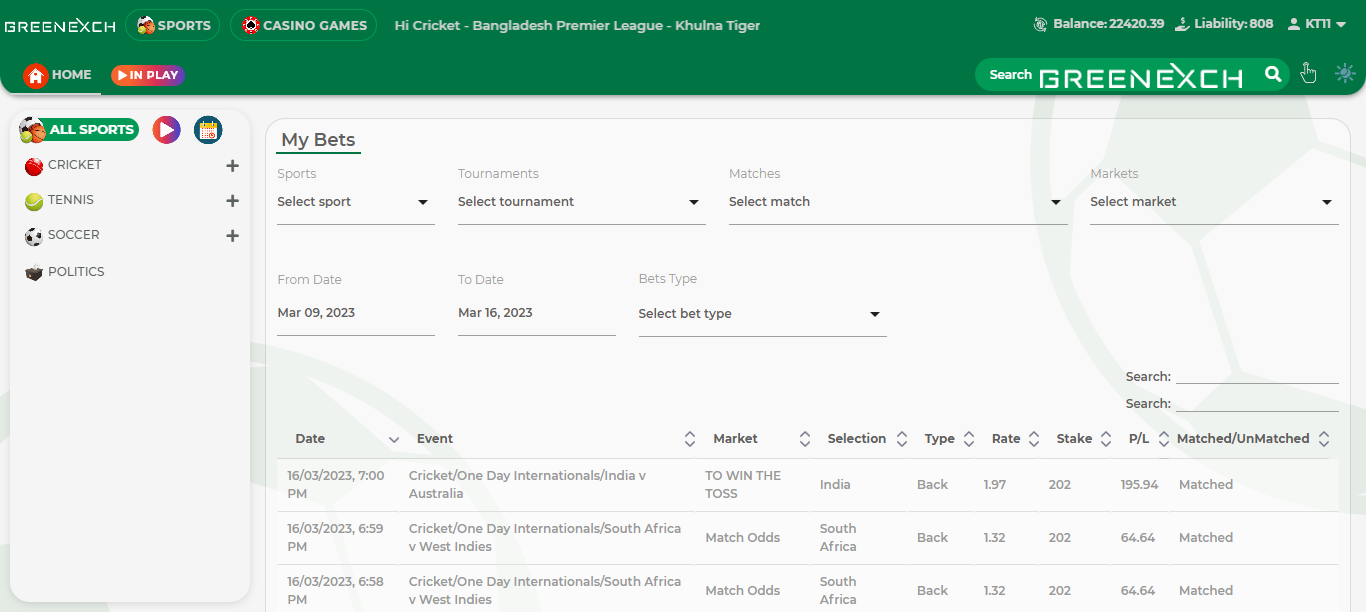 GREENEXCH SPORTS CASINO GAMES Hi Cricket - Bangladesh Premier League - Khulna Tiger Balance: 22420.39 Liability: 808 KT11
HOME IN PLAY Search GREENEXCH
ALL SPORTS
CRICKET
TENNIS
SOCCER
POLITICS
My Bets
Sports Tournaments Matches Markets
Select sport Select tournament Select match Select market
From Date To Date Bets Type
Mar 09, 2023 Mar 16, 2023 Select bet type
Search:
Search:
Date Event Market Selection Type Rate Stake P/L Matched/UnMatched
16/03/2023, 7:00 PM Cricket/One Day Internationals/India v Australia TO WIN THE TOSS India Back 1.97 202 195.94 Matched
16/03/2023, 6:59 PM Cricket/One Day Internationals/South Africa v West Indies Match Odds South Africa Back 1.32 202 64.64 Matched
16/03/2023, 6:58 PM Cricket/One Day Internationals/South Africa v West Indies Match Odds South Africa Back 1.32 202 64.64 Matched